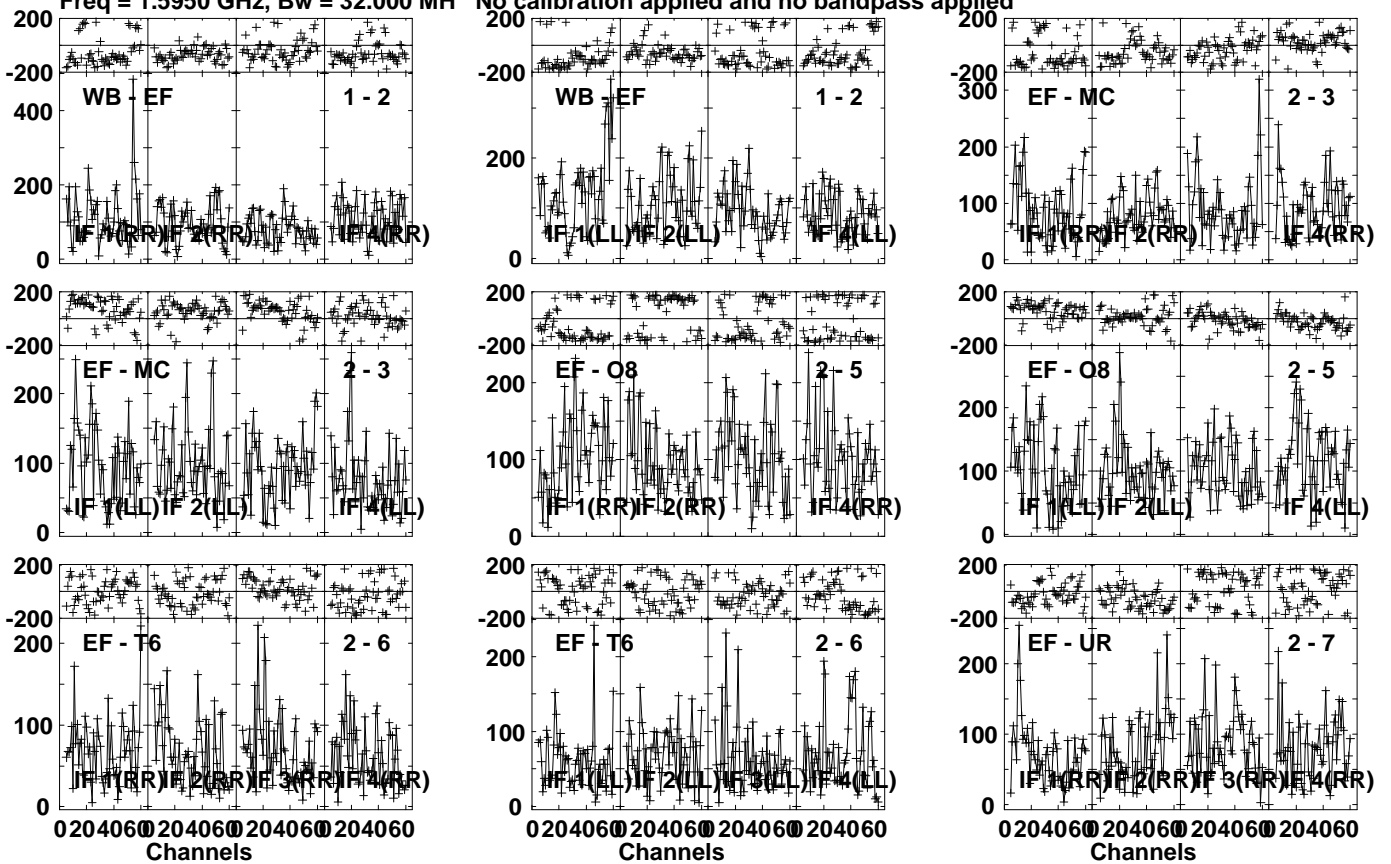 Freq = 1.5950 GHz, Bw = 32.000 MH No calibration applied and no bandpass applied
200
-200
WB - EF 1 - 2
400
200
0
IF 1(RR) IF 2(RR) IF 4(RR)
200
-200
WB - EF 1 - 2
200
0
IF 1(LL) IF 2(LL) IF 4(LL)
200
-200
300
EF - MC 2 - 3
200
100
0
IF 1(RR) IF 2(RR) IF 4(RR)
200
-200
EF - MC 2 - 3
200
100
0
IF 1(LL) IF 2(LL) IF 4(LL)
200
-200
EF - O8 2 - 5
200
100
0
IF 1(RR) IF 2(RR) IF 4(RR)
200
-200
EF - O8 2 - 5
200
100
0
IF 1(LL) IF 2(LL) IF 4(LL)
200
-200
EF - T6 2 - 6
200
100
0
IF 1(RR) IF 2(RR) IF 3(RR) IF 4(RR)
0 20 40 60 0 20 40 60 0 20 40 60 0 20 40 60
Channels
200
-200
EF - T6 2 - 6
200
100
0
IF 1(LL) IF 2(LL) IF 3(LL) IF 4(LL)
0 20 40 60 0 20 40 60 0 20 40 60 0 20 40 60
Channels
200
-200
EF - UR 2 - 7
200
100
0
IF 1(RR) IF 2(RR) IF 3(RR) IF 4(RR)
0 20 40 60 0 20 40 60 0 20 40 60 0 20 40 60
Channels